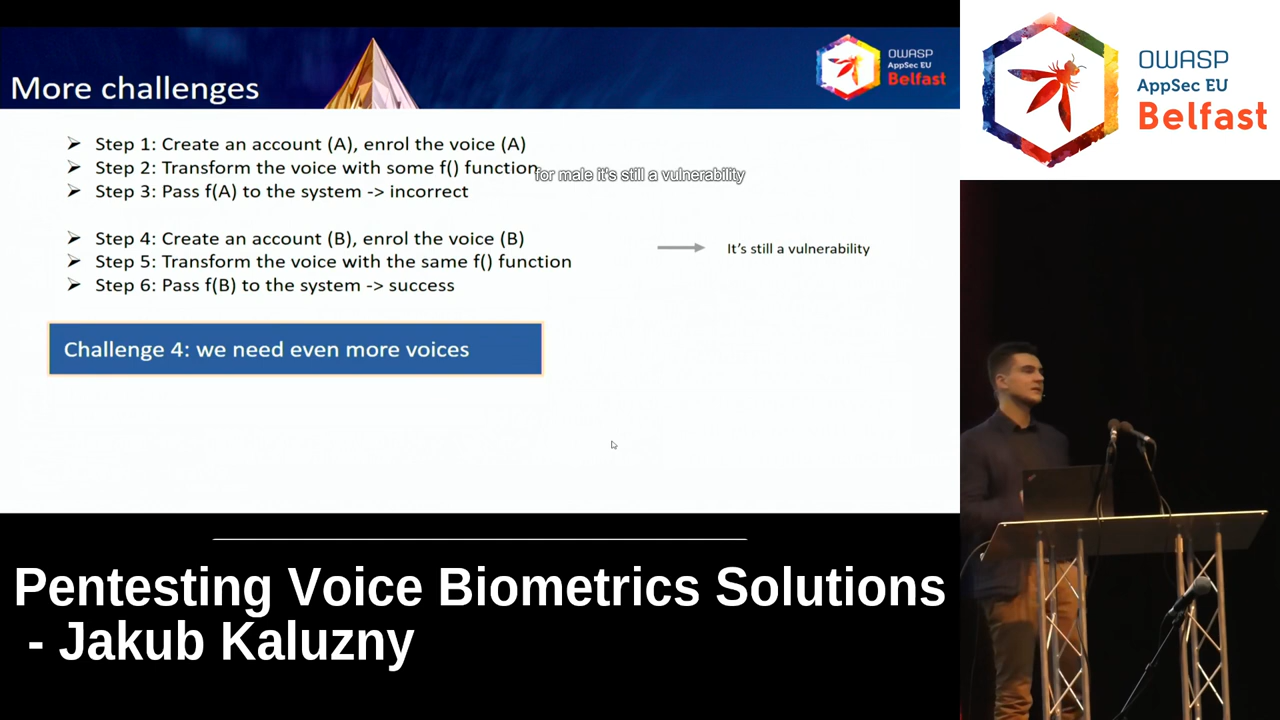 More challenges
OWASP
AppSec EU
Belfast
Step 1: Create an account (A), enrol the voice (A)
Step 2: Transform the voice with some f() function
Step 3: Pass f(A) to the system -> incorrect
for male it's still a vulnerability
Step 4: Create an account (B), enrol the voice (B)
Step 5: Transform the voice with the same f() function
Step 6: Pass f(B) to the system -> success
It's still a vulnerability
Challenge 4: we need even more voices
OWASP
AppSec EU
Belfast
Pentesting Voice Biometrics Solutions
- Jakub Kaluzny